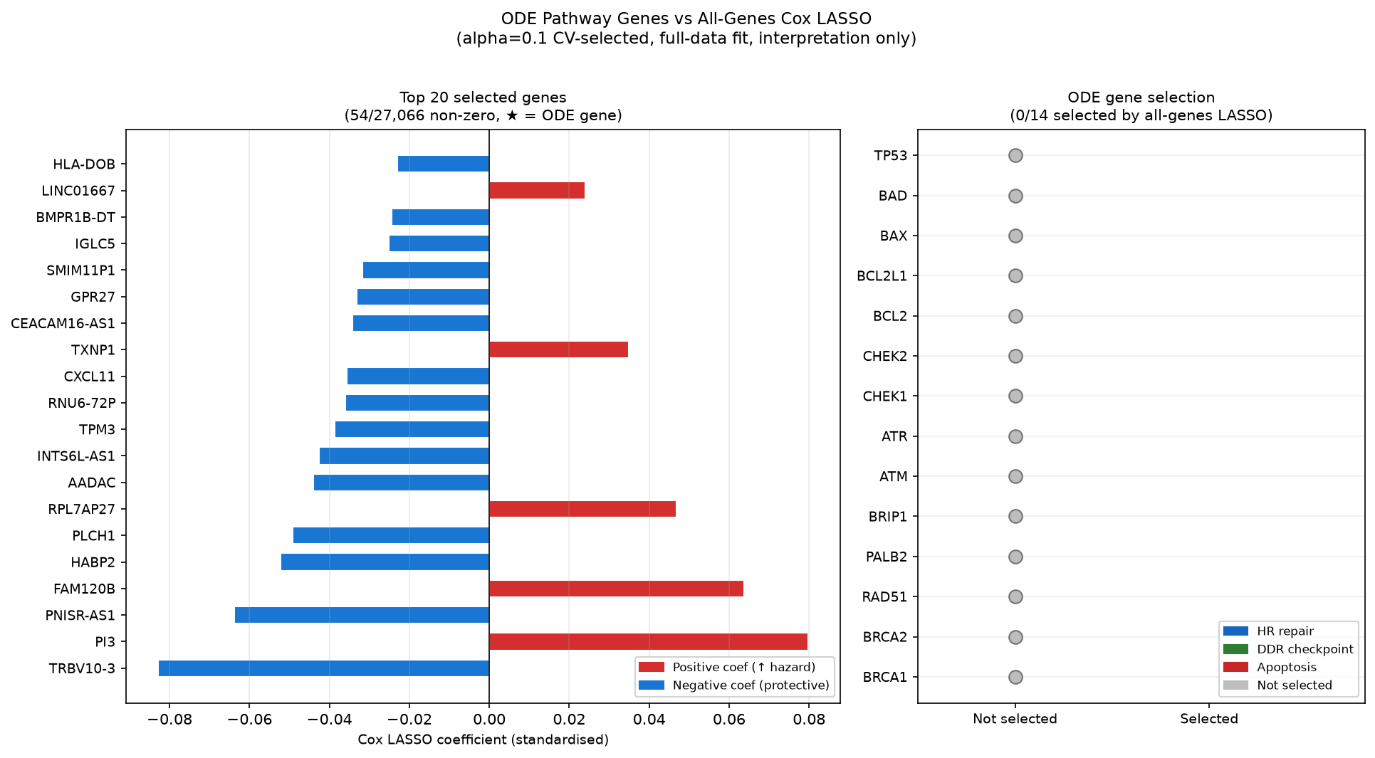 ODE Pathway Genes vs All-Genes Cox LASSO
(alpha=0.1 CV-selected, full-data fit, interpretation only)
Top 20 selected genes
(54/27,066 non-zero, ★ = ODE gene)
HLA-DOB
LINC01667
BMPR1B-DT
IGLC5
SMIM11P1
GPR27
CEACAM16-AS1
TXNP1
CXCL11
RNU6-72P
TPM3
INTS6L-AS1
AADAC
RPL7AP27
PLCH1
HABP2
FAM120B
PNISR-AS1
PI3
TRBV10-3
Positive coef (↑ hazard)
Negative coef (protective)
−0.08 −0.06 −0.04 −0.02 0.00 0.02 0.04 0.06 0.08
Cox LASSO coefficient (standardised)
ODE gene selection
(0/14 selected by all-genes LASSO)
TP53
BAD
BAX
BCL2L1
BCL2
CHEK2
CHEK1
ATR
ATM
BRIP1
PALB2
RAD51
BRCA2
BRCA1
HR repair
DDR checkpoint
Apoptosis
Not selected
Not selected Selected